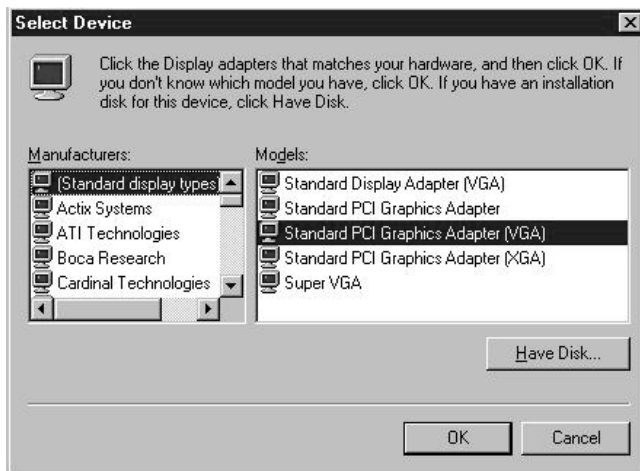 Select Device
Click the Display adapters that matches your hardware, and then click OK. If
you don't know which model you have, click OK. If you have an installation
disk for this device, click Have Disk.
Manufacturers:
(Standard display types)
Actix Systems
ATI Technologies
Boca Research
Cardinal Technologies
Models:
Standard Display Adapter (VGA)
Standard PCI Graphics Adapter
Standard PCI Graphics Adapter (VGA)
Standard PCI Graphics Adapter (XGA)
Super VGA
Have Disk...
OK
Cancel